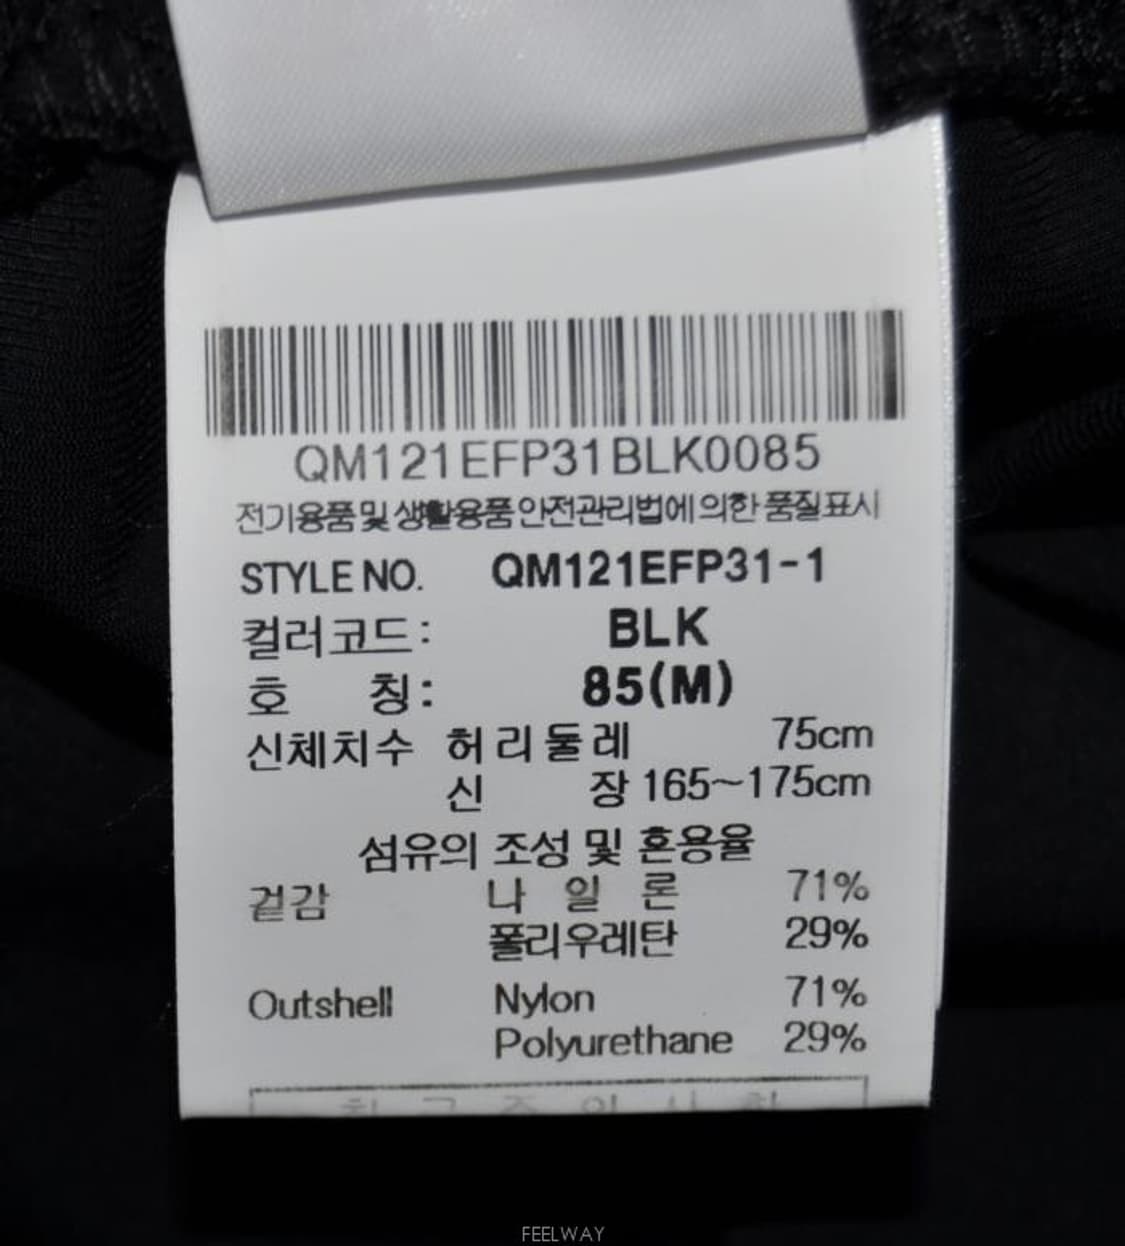 QM121EFP31BLK0085
전기용품 및 생활용품 안전관리법에 의한 품질표시
STYLE NO. QM121EFP31-1
컬러코드: BLK
호 칭: 85(M)
신체치수 허리둘레 75cm
신 장 165~175cm
섬유의 조성 및 혼용율
겉감 나 일 론 71%
폴리우레탄 29%
Outshell Nylon 71%
Polyurethane 29%
FEELWAY